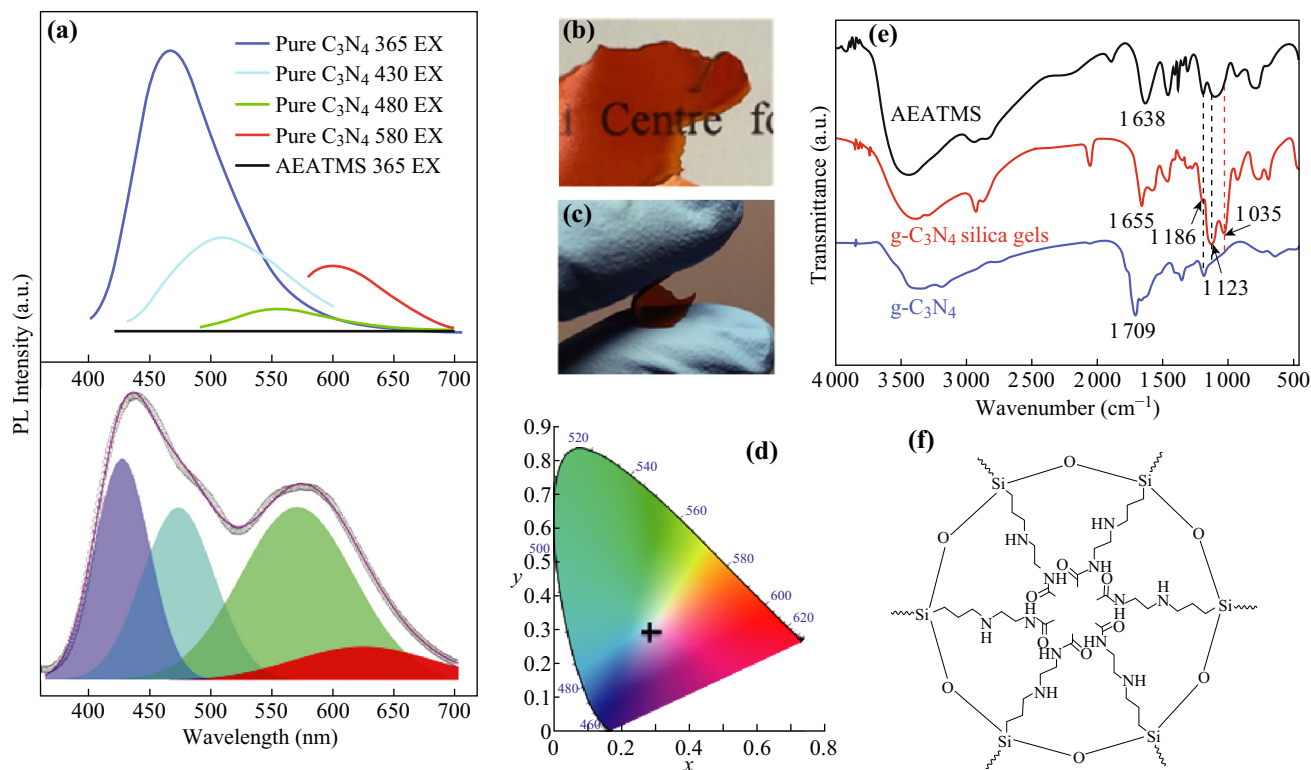 (a)
Pure C₃N₄ 365 EX
Pure C₃N₄ 430 EX
Pure C₃N₄ 480 EX
Pure C₃N₄ 580 EX
AEATMS 365 EX
400 450 500 550 600 650 700
PL Intensity (a.u.)
400 450 500 550 600 650 700
Wavelength (nm)
(b)
Centre fo
(c)
(d)
0.9
0.8
0.7
0.6
0.5
0.4
0.3
0.2
0.1
0
y
0 0.2 0.4 0.6 0.8
x
520
540
560
500
580
600
620
480
460
(e)
Transmittance (a.u.)
AEATMS
1 638
g-C₃N₄ silica gels
1 655
1 186
1 035
1 123
g-C₃N₄
1 709
4 000 3 500 3 000 2 500 2 000 1 500 1 000 500
Wavenumber (cm⁻¹)
(f)
O
Si
Si
O
O
HN
NH
NH
HN
O
O
O
O
Si
N
H
N
H
N
H
N
H
Si
O
O
O
O
HN
NH
NH
HN
Si
Si
O